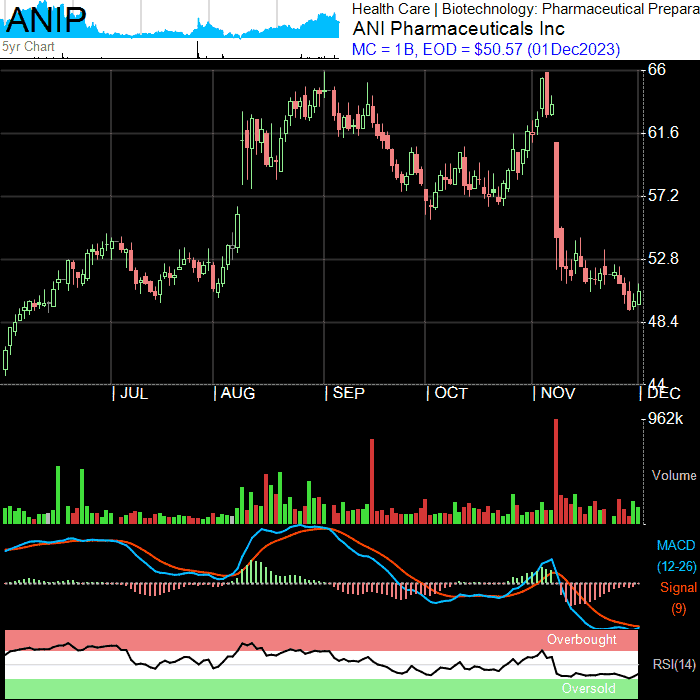 ANIP
5yr Chart
Health Care | Biotechnology: Pharmaceutical Prepara
ANI Pharmaceuticals Inc
MC = 1B, EOD = $50.57 (01Dec2023)
66
61.6
57.2
52.8
48.4
44
JUL AUG SEP OCT NOV DEC
962k
Volume
MACD
(12-26)
Signal
(9)
Overbought
RSI(14)
Oversold